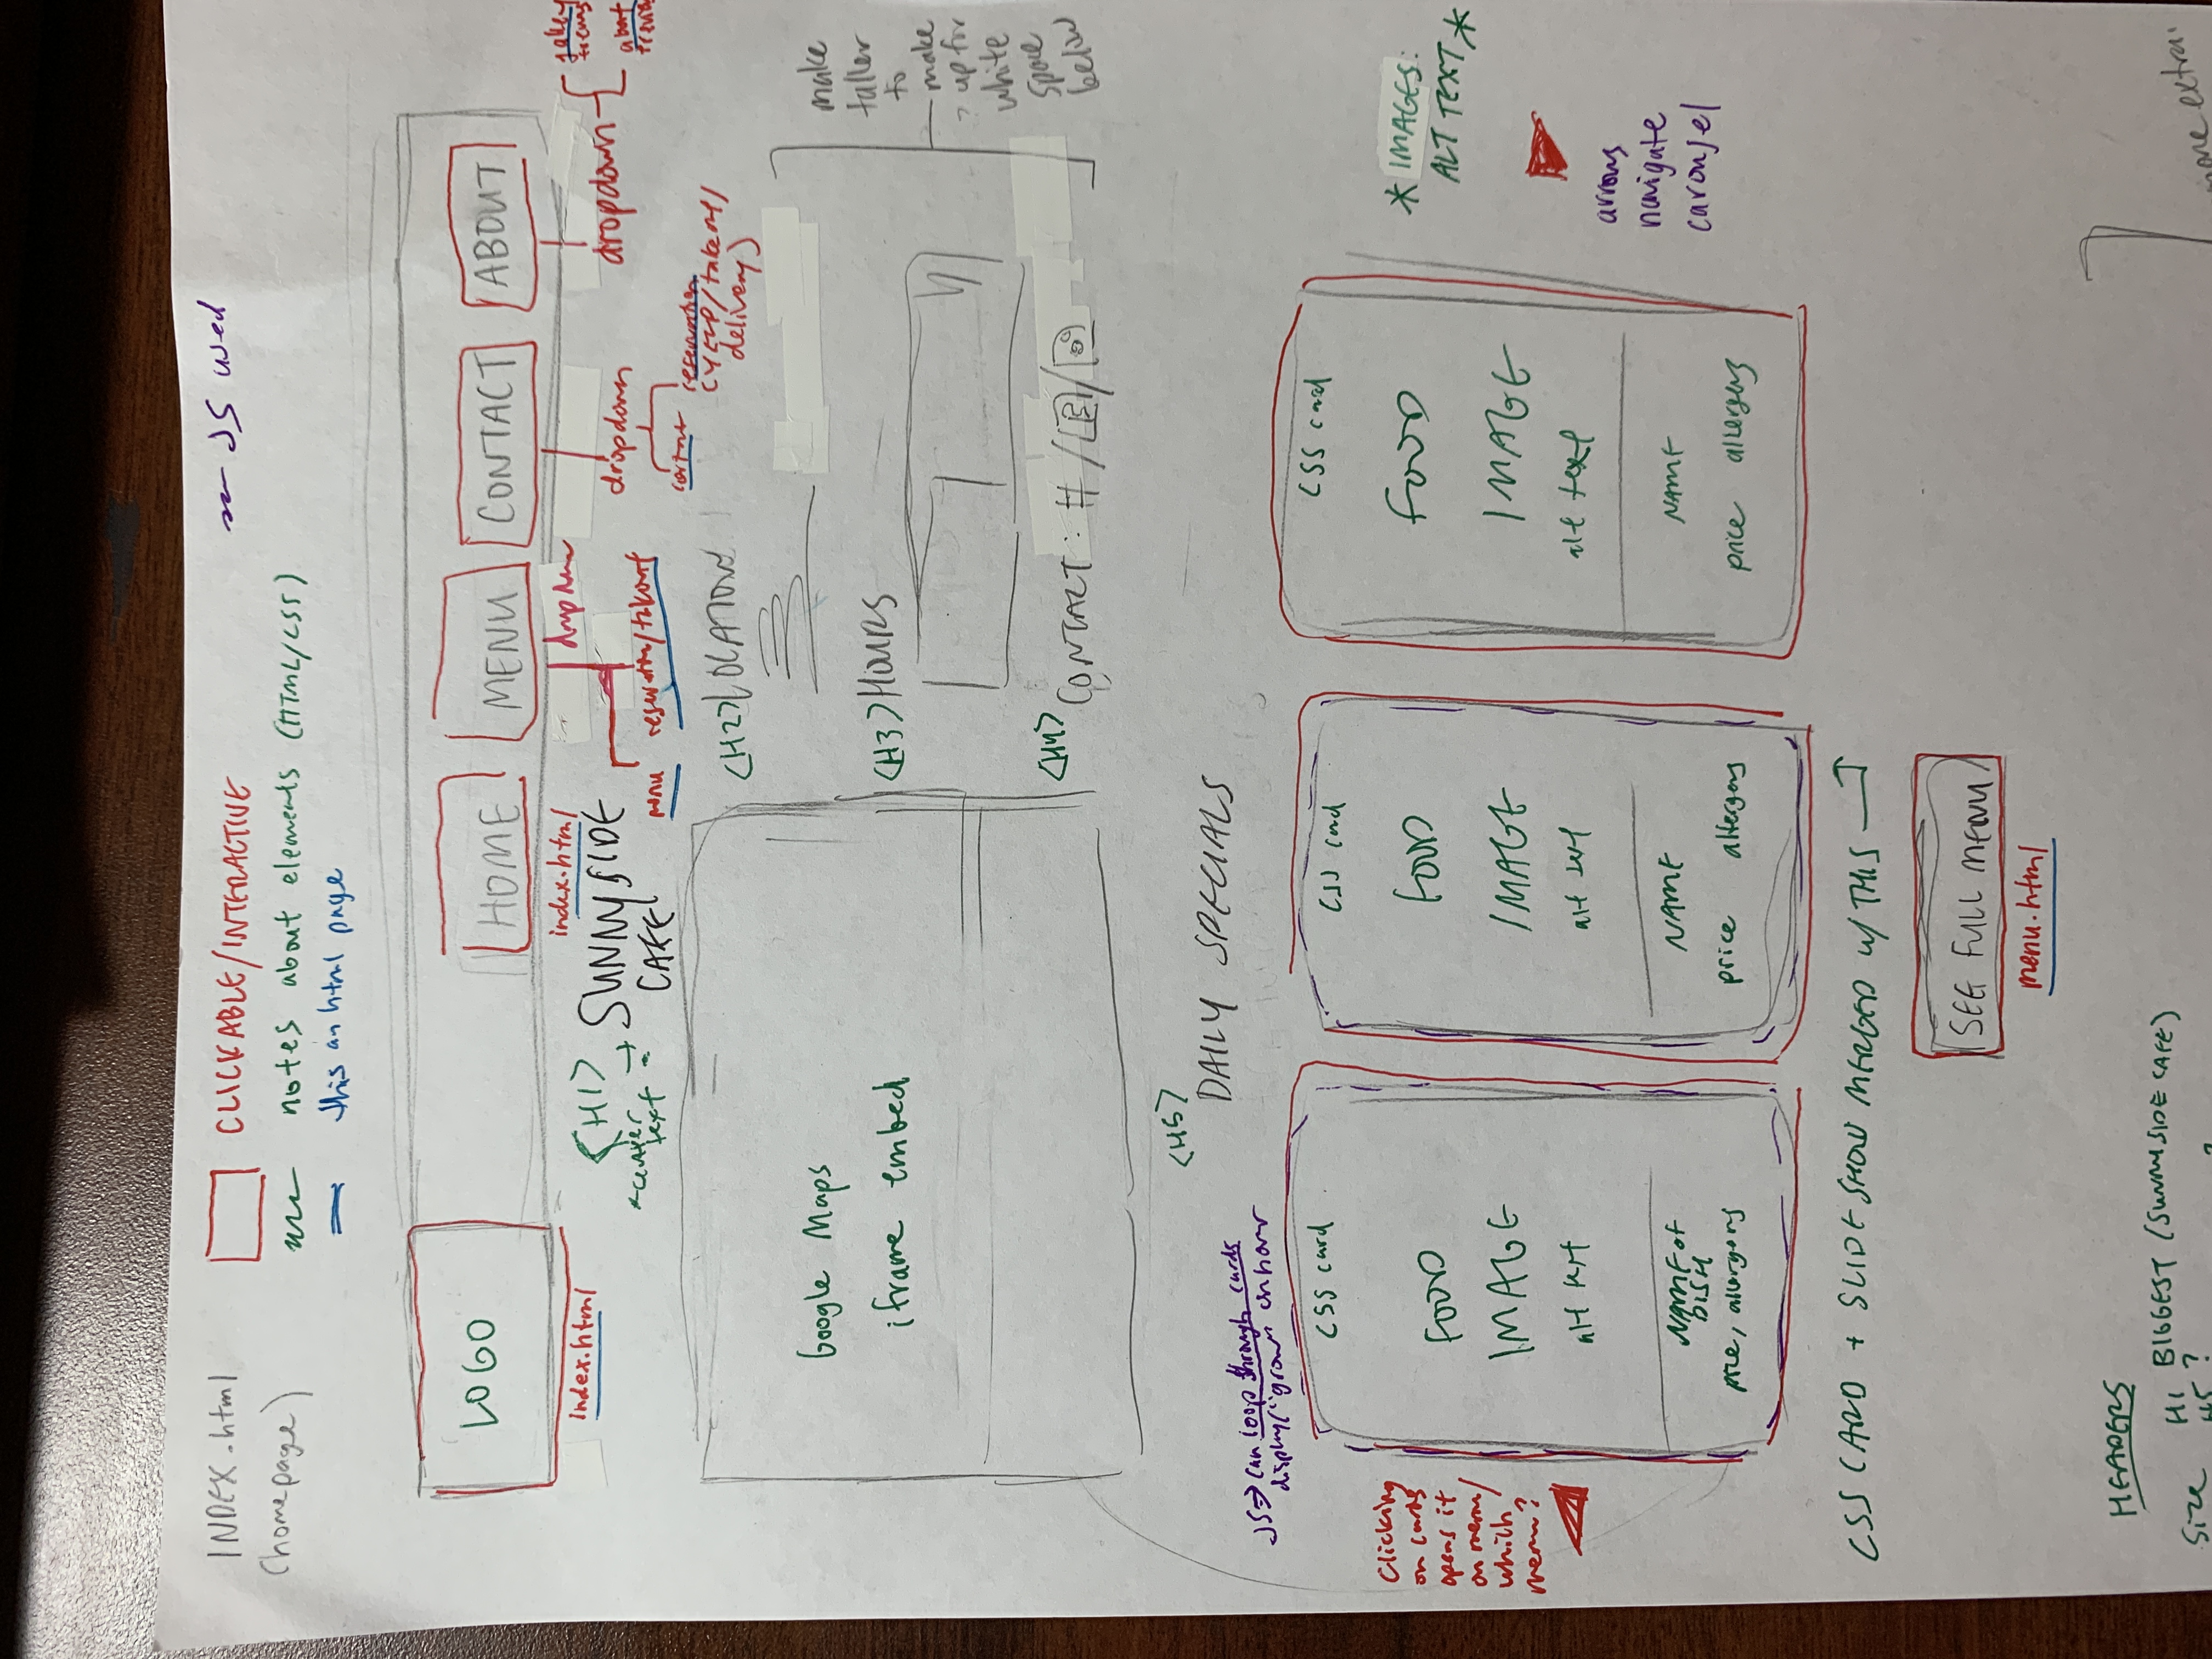 INDEX.html
(homepage)
CLICKABLE/INTERACTIVE
JS used
notes about elements (HTML/CSS)
this an html page
LOGO
HOME
MENU
CONTACT
ABOUT
index.html
index.html
dropdown
<H1>
*center text
SUNNYSIDE
CAFE
menu
reservation/takeout
dropdown
contact
reservation
(YELP/takeout/
delivery)
dropdown
about
<H2> LOCATION
Google Maps
iframe embed
<H3> HOURS
<H4> CONTACT: # /
make
taller
to
make
up for
white
space
below
<H5>
DAILY SPECIALS
JS => can loop through cards
display/"grow" on hover
Clicking
on cards
opens it
on menu/
which
menu?
CSS card
FOOD
IMAGE
alt text
NAME OF
DISH
price, allergens
CSS card
FOOD
IMAGE
alt text
NAME
price allergens
CSS card
FOOD
IMAGE
alt text
NAME
price allergens
* IMAGES:
ALT TEXT *
arrows
navigate
carousel
CSS CARD + SLIDESHOW MERGED w/ THIS
SEE FULL MENU
menu.html
HEADERS
Size H1 BIGGEST (SUNNYSIDE CAFE)
H5 ?
more extra